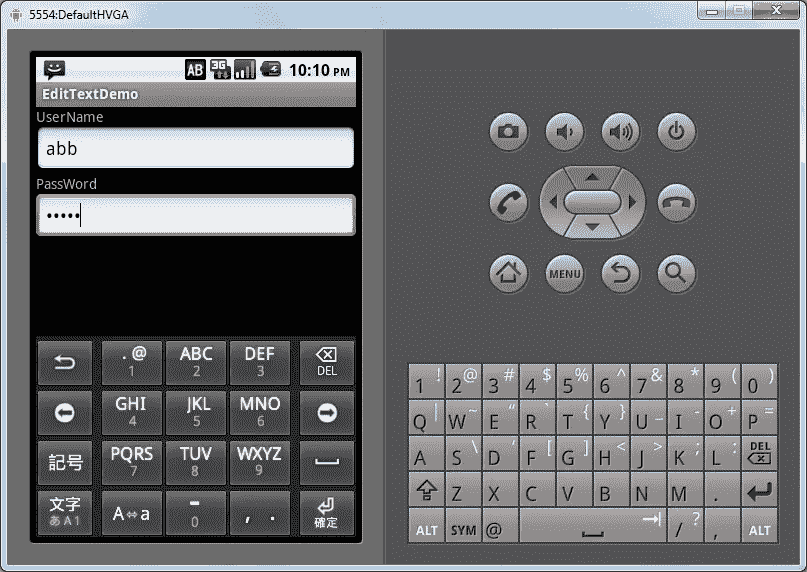 5554:DefaultHVGA
AB 3G 10:10 PM
EditTextDemo
UserName
abb
PassWord
•••••
. @ ABC DEF DEL
1 2 3
GHI JKL MNO
4 5 6
記号 PQRS TUV WXYZ
7 8 9
文字 A⇔a - , . 確定
あA1 0
MENU
1 ! 2 @ 3 # 4 $ 5 % 6 ^ 7 & 8 * 9 ( 0 )
Q | W ~ E “ R ` T { Y } U _ I - O + P =
A S \ D ‘ F [ G ] H < J > K ; L : DEL
Z X C V B N M .
ALT SYM @ / ? , ALT